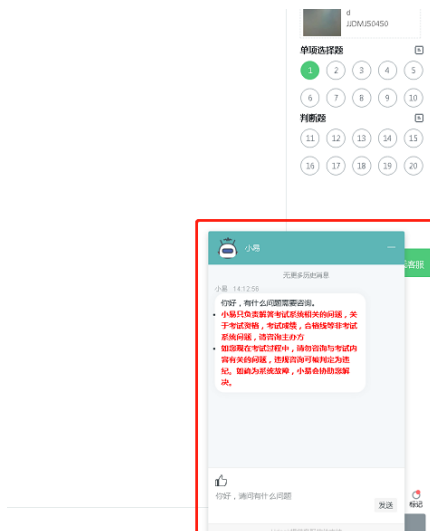 d
JJDMJ50450
单项选择题
1 2 3 4 5
6 7 8 9 10
判断题
11 12 13 14 15
16 17 18 19 20
客服
小易
无更多历史消息
小易 14:12:56
你好，有什么问题需要咨询。
小易只负责解答考试系统相关的问题，关
于考试资格，考试成绩，合格线等非考试
系统问题，请咨询主办方
如您现在考试过程中，请勿咨询与考试内
容有关的问题，违规咨询可被判定为违
纪。如确为系统故障，小易会协助您解
决。
你好，请问有什么问题
发送
标记